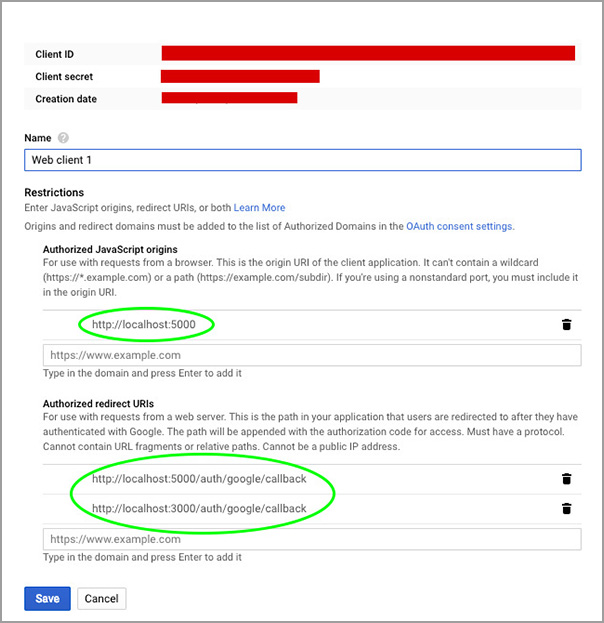 Client ID
Client secret
Creation date
Name
Web client 1
Restrictions
Enter JavaScript origins, redirect URIs, or both Learn More
Origins and redirect domains must be added to the list of Authorized Domains in the OAuth consent settings.
Authorized JavaScript origins
For use with requests from a browser. This is the origin URI of the client application. It can't contain a wildcard
(https://*.example.com) or a path (https://example.com/subdir). If you're using a nonstandard port, you must include it
in the origin URI.
http://localhost:5000
https://www.example.com
Type in the domain and press Enter to add it
Authorized redirect URIs
For use with requests from a web server. This is the path in your application that users are redirected to after they have
authenticated with Google. The path will be appended with the authorization code for access. Must have a protocol.
Cannot contain URL fragments or relative paths. Cannot be a public IP address.
http://localhost:5000/auth/google/callback
http://localhost:3000/auth/google/callback
https://www.example.com
Type in the domain and press Enter to add it
Save Cancel